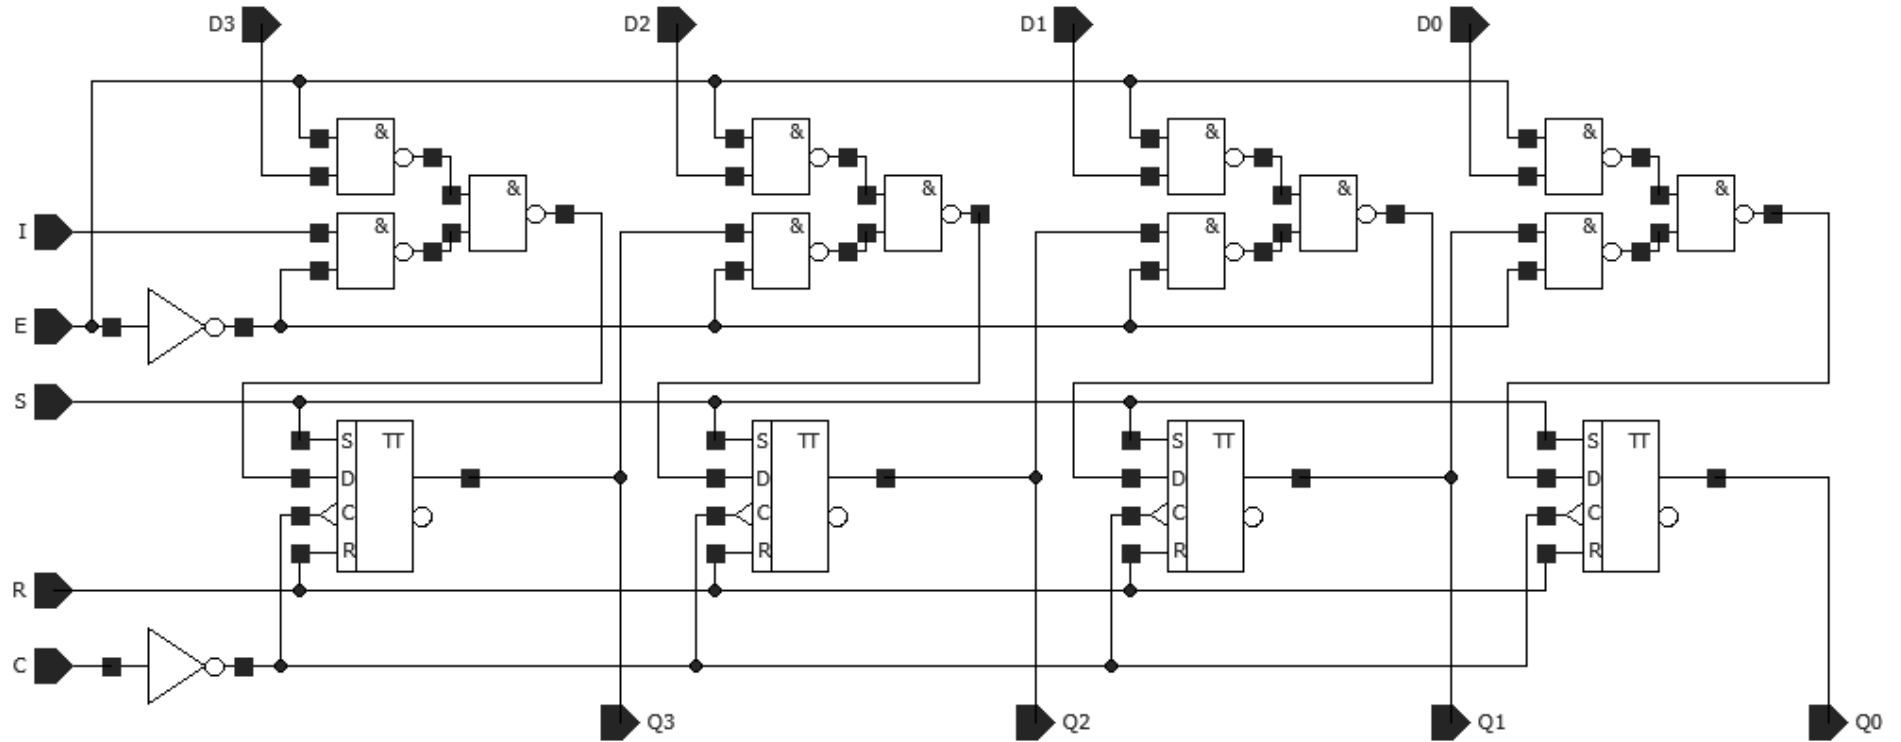 D3 D2 D1 D0
& & & &
& & & &
I & & & &
E
S
S TT S TT S TT S TT
D D D D
C C C C
R R R R
R
C
Q3 Q2 Q1 Q0